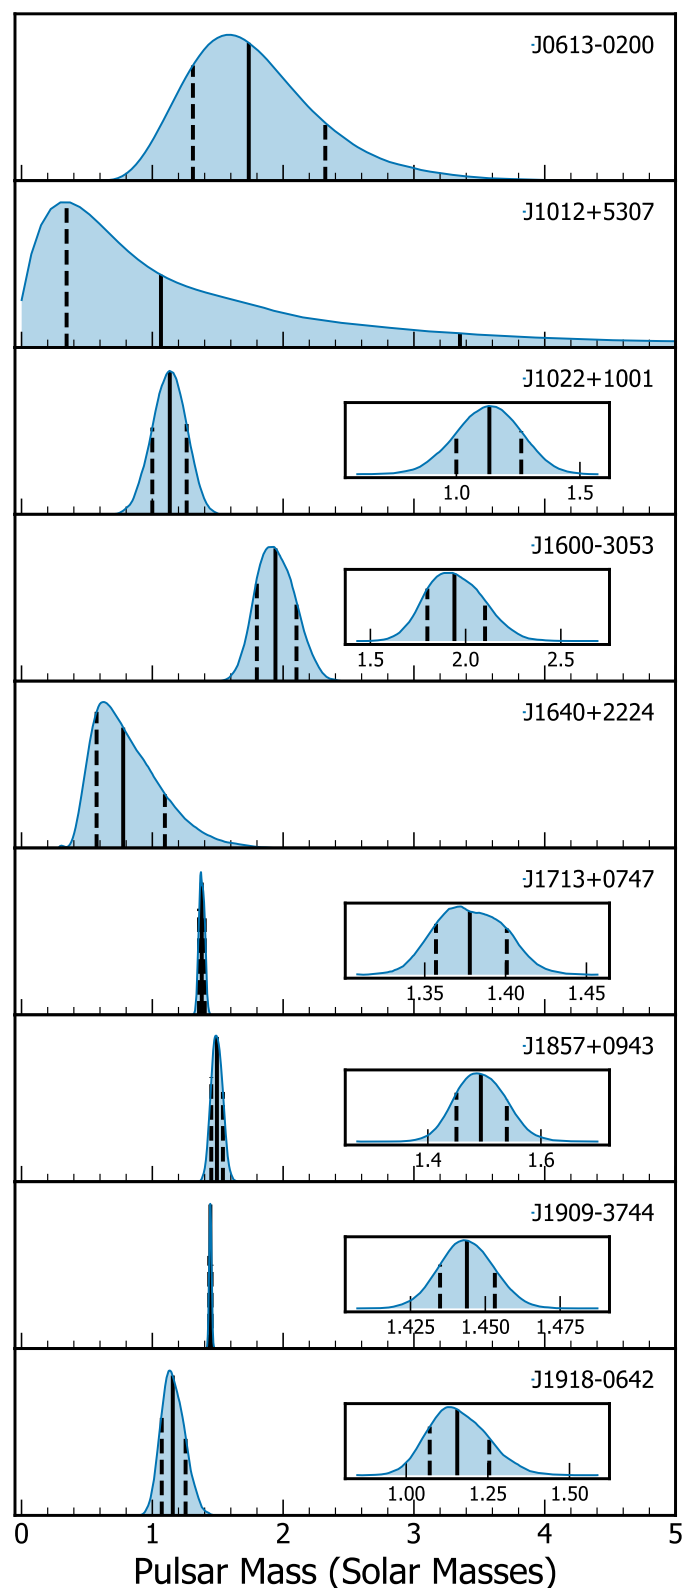 J0613-0200
J1012+5307
J1022+1001
1.0 1.5
J1600-3053
1.5 2.0 2.5
J1640+2224
J1713+0747
1.35 1.40 1.45
J1857+0943
1.4 1.6
J1909-3744
1.425 1.450 1.475
J1918-0642
1.00 1.25 1.50
0 1 2 3 4 5
Pulsar Mass (Solar Masses)